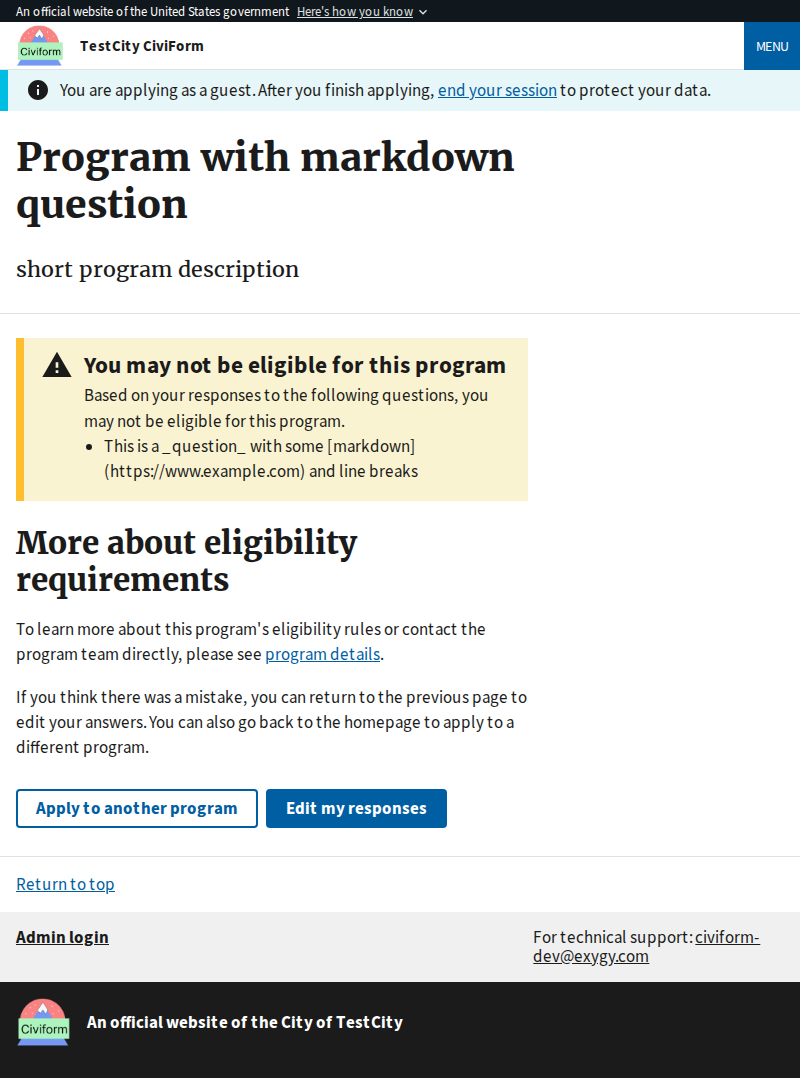 An official website of the United States government Here's how you know
Civiform
TestCity CiviForm
MENU
You are applying as a guest. After you finish applying, end your session to protect your data.
Program with markdown
question
short program description
You may not be eligible for this program
Based on your responses to the following questions, you
may not be eligible for this program.
This is a _question_ with some [markdown]
(https://www.example.com) and line breaks
More about eligibility
requirements
To learn more about this program's eligibility rules or contact the
program team directly, please see program details.
If you think there was a mistake, you can return to the previous page to
edit your answers. You can also go back to the homepage to apply to a
different program.
Apply to another program
Edit my responses
Return to top
Admin login
For technical support: civiform-
dev@exygy.com
Civiform
An official website of the City of TestCity